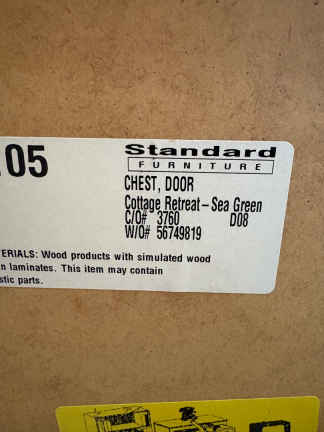 .05
Standard
FURNITURE
CHEST, DOOR
Cottage Retreat – Sea Green
C/O# 3760 D08
W/O# 56749819
ERIALS: Wood products with simulated wood
n laminates. This item may contain
stic parts.